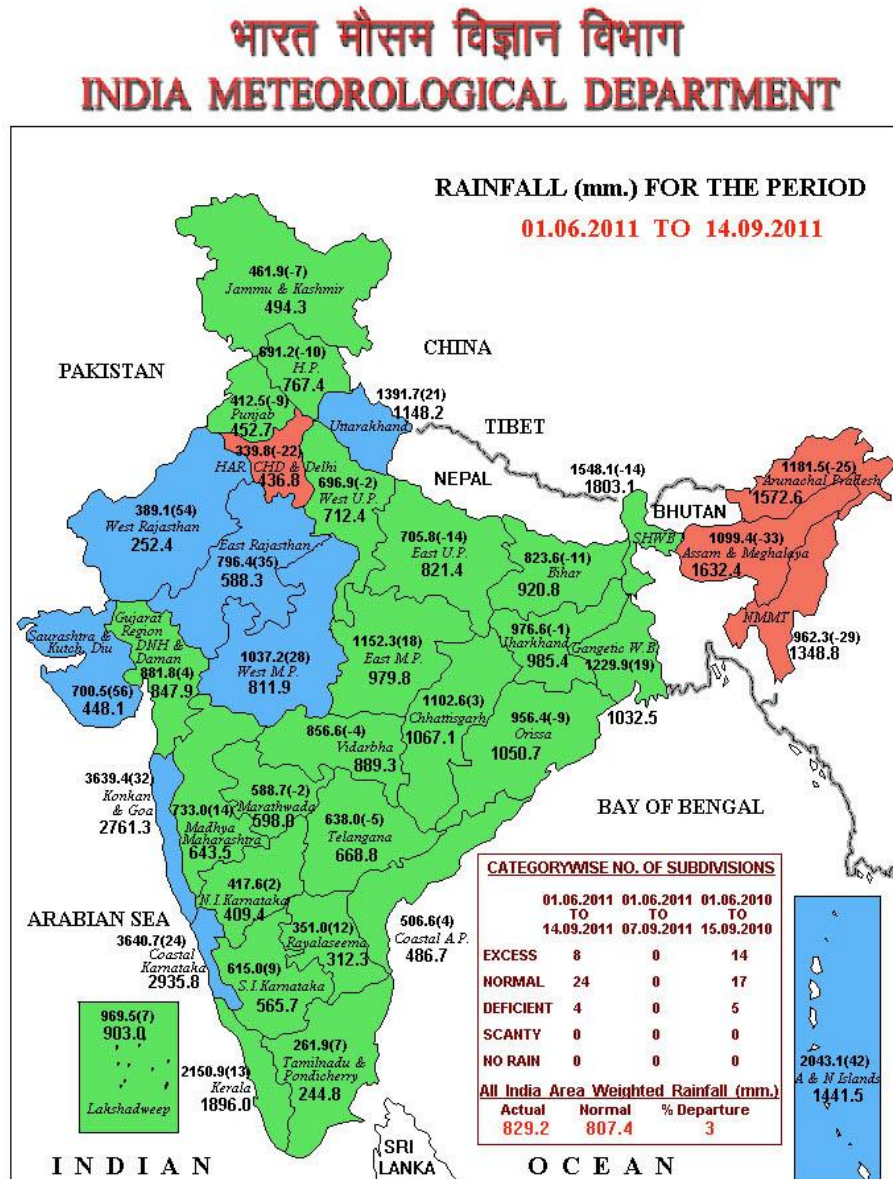 भारत मौसम विज्ञान विभाग
INDIA METEOROLOGICAL DEPARTMENT
RAINFALL (mm.) FOR THE PERIOD
01.06.2011 TO 14.09.2011
461.9(-7)
Jammu & Kashmir
494.3
691.2(-10)
H.P.
767.4
CHINA
PAKISTAN
412.5(-9)
Punjab
452.7
1391.7(21)
1148.2
Uttarakhand
TIBET
339.8(-22)
HAR. CHD & Delhi
436.8
NEPAL
696.9(-2)
West U.P.
712.4
1548.1(-14)
1803.1
SHWB
BHUTAN
1181.5(-25)
Arunachal Pradesh
1572.6
389.1(54)
West Rajasthan
252.4
East Rajasthan
796.4(35)
588.3
705.8(-14)
East U.P.
821.4
823.6(-11)
Bihar
920.8
1099.4(-33)
Assam & Meghalaya
1632.4
NMMT
962.3(-29)
1348.8
Saurashtra &
Kutch, Diu
700.5(56)
448.1
Gujarat
Region
DNH &
Daman
881.8(4)
847.9
1037.2(28)
West M.P.
811.9
1152.3(18)
East M.P.
979.8
976.6(-1)
Jharkhand
985.4
Gangetic W.B.
1229.9(19)
1032.5
1102.6(3)
Chhattisgarh
1067.1
956.4(-9)
Orissa
1050.7
856.6(-4)
Vidarbha
889.3
3639.4(32)
Konkan
& Goa
2761.3
733.0(14)
Madhya
Maharashtra
643.5
588.7(-2)
Marathwada
598.8
638.0(-5)
Telangana
668.8
BAY OF BENGAL
417.6(2)
N.I.Karnataka
409.4
ARABIAN SEA
3640.7(24)
Coastal
Karnataka
2935.8
351.0(12)
Rayalaseema
312.3
506.6(4)
Coastal A.P.
486.7
615.0(9)
S.I.Karnataka
565.7
969.5(7)
903.0
Lakshadweep
2150.9(13)
Kerala
1896.0
261.9(7)
Tamilnadu &
Pondicherry
244.8
2043.1(42)
A & N Islands
1441.5
CATEGORYWISE NO. OF SUBDIVISIONS
01.06.2011 01.06.2011 01.06.2010
TO TO TO
14.09.2011 07.09.2011 15.09.2010
EXCESS 8 0 14
NORMAL 24 0 17
DEFICIENT 4 0 5
SCANTY 0 0 0
NO RAIN 0 0 0
All India Area Weighted Rainfall (mm.)
Actual Normal % Departure
829.2 807.4 3
SRI
LANKA
INDIAN OCEAN